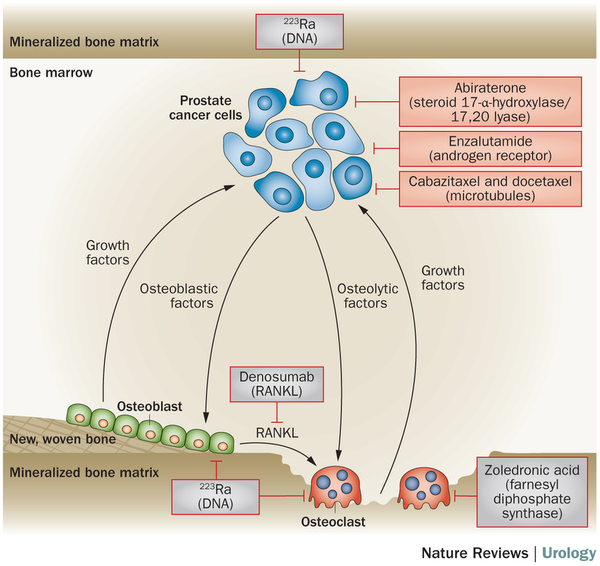 Mineralized bone matrix
²²³Ra
(DNA)
Bone marrow
Prostate
cancer cells
Abiraterone
(steroid 17-α-hydroxylase/
17,20 lyase)
Enzalutamide
(androgen receptor)
Cabazitaxel and docetaxel
(microtubules)
Growth
factors
Osteoblastic
factors
Osteolytic
factors
Growth
factors
Denosumab
(RANKL)
Osteoblast
RANKL
New, woven bone
Mineralized bone matrix
²²³Ra
(DNA)
Osteoclast
Zoledronic acid
(farnesyl
diphosphate
synthase)
Nature Reviews | Urology